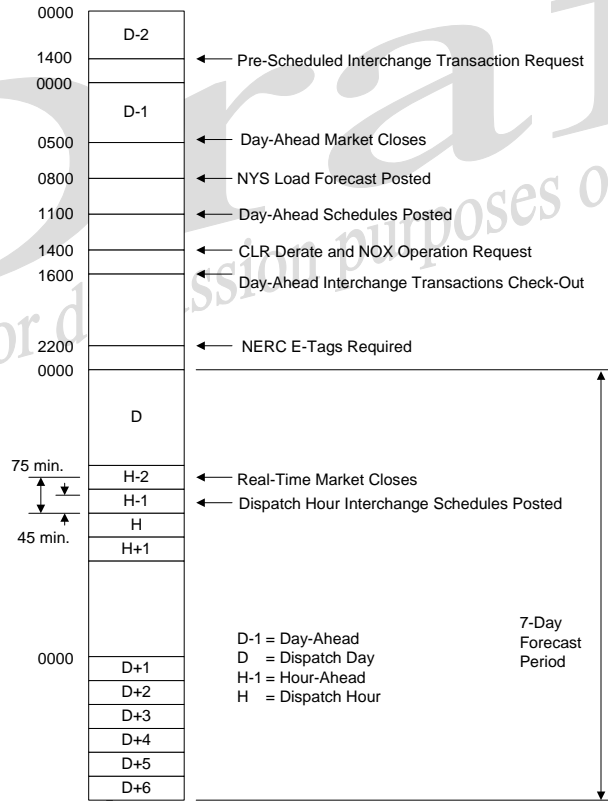 0000
D-2
1400
Pre-Scheduled Interchange Transaction Request
0000
D-1
0500
Day-Ahead Market Closes
0800
NYS Load Forecast Posted
1100
Day-Ahead Schedules Posted
1400
CLR Derate and NOX Operation Request
1600
Day-Ahead Interchange Transactions Check-Out
2200
NERC E-Tags Required
0000
D
75 min.
H-2
Real-Time Market Closes
H-1
Dispatch Hour Interchange Schedules Posted
45 min.
H
H+1
7-Day
Forecast
Period
D-1 = Day-Ahead
D = Dispatch Day
H-1 = Hour-Ahead
H = Dispatch Hour
0000
D+1
D+2
D+3
D+4
D+5
D+6
purposes